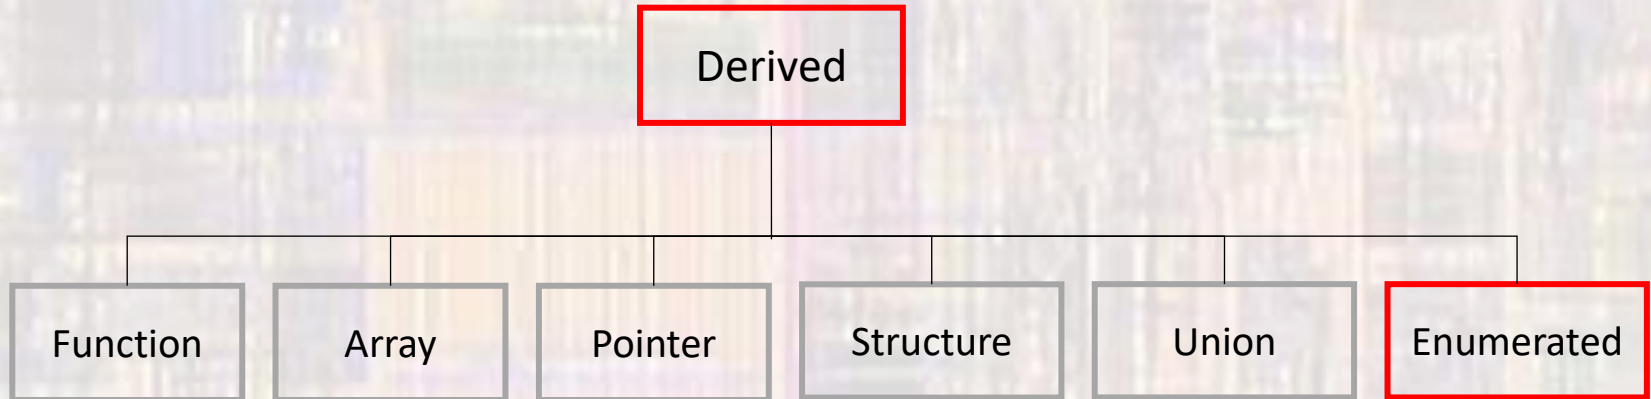 Derived
Function
Array
Pointer
Structure
Union
Enumerated